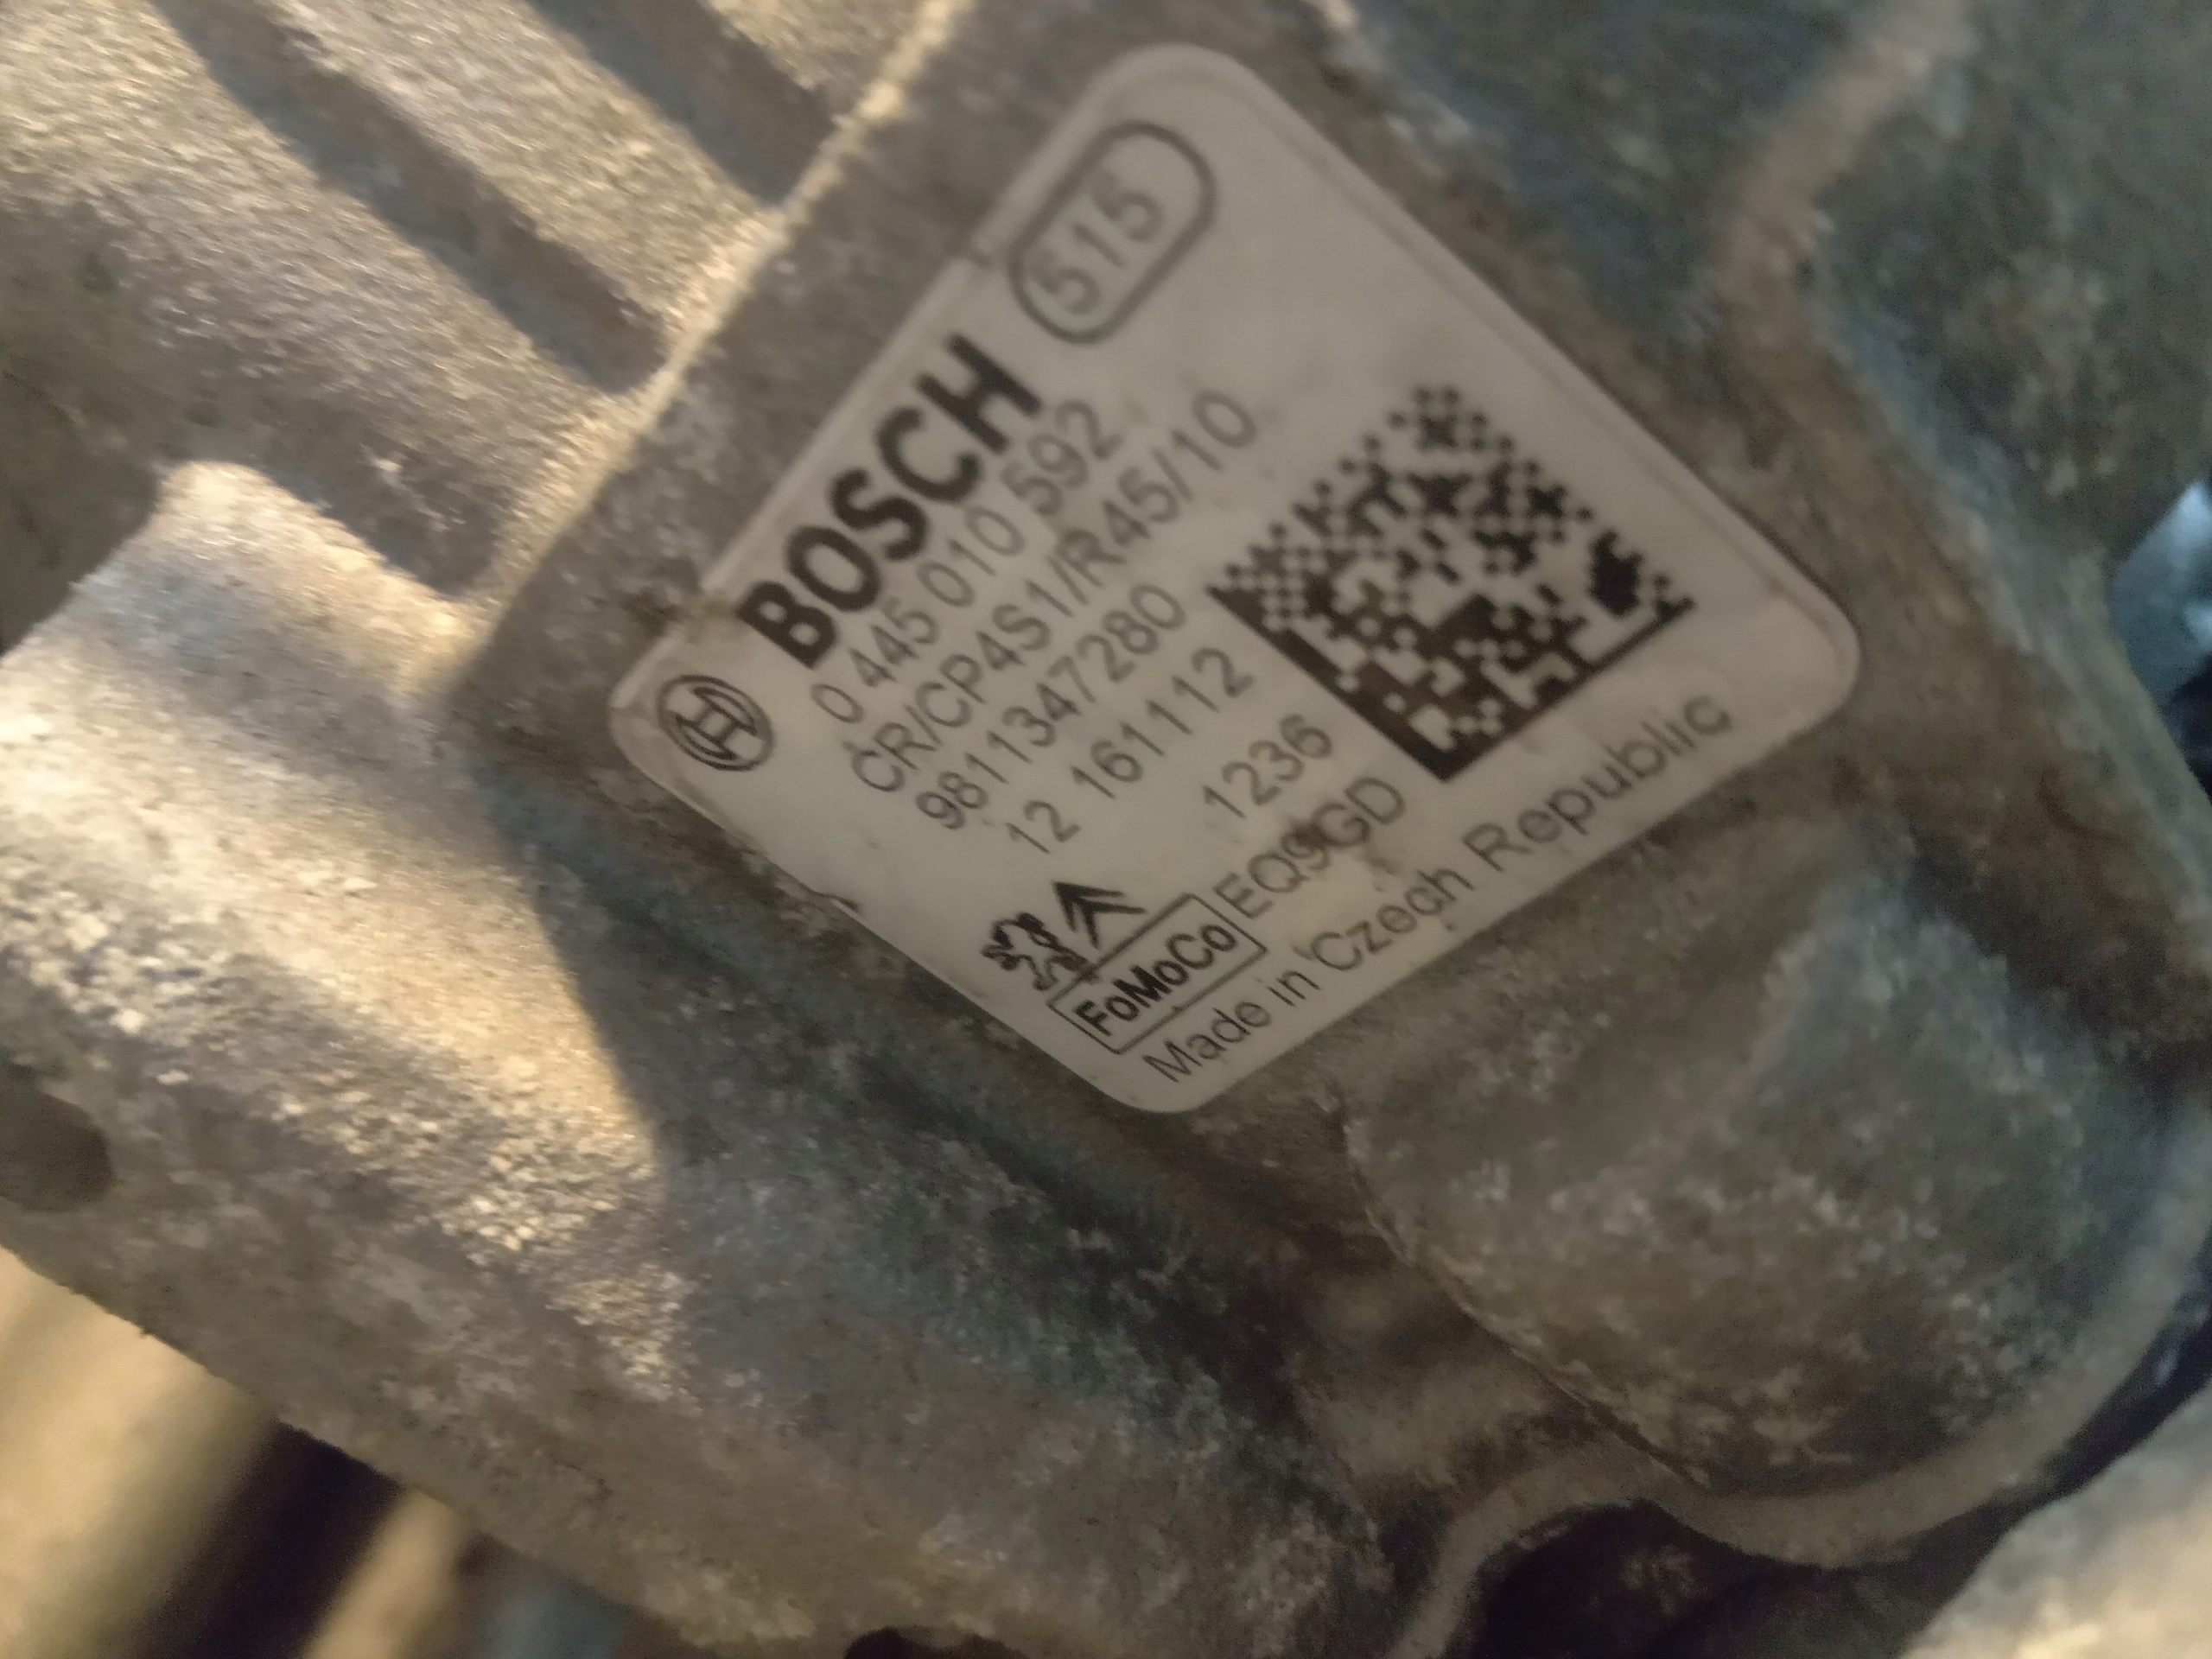 515
BOSCH
0 445 010 592
CR/CP4S1/R45/10
9811347280
12 161112
1236
FoMoCo EQ9GD
Made in Czech Republic